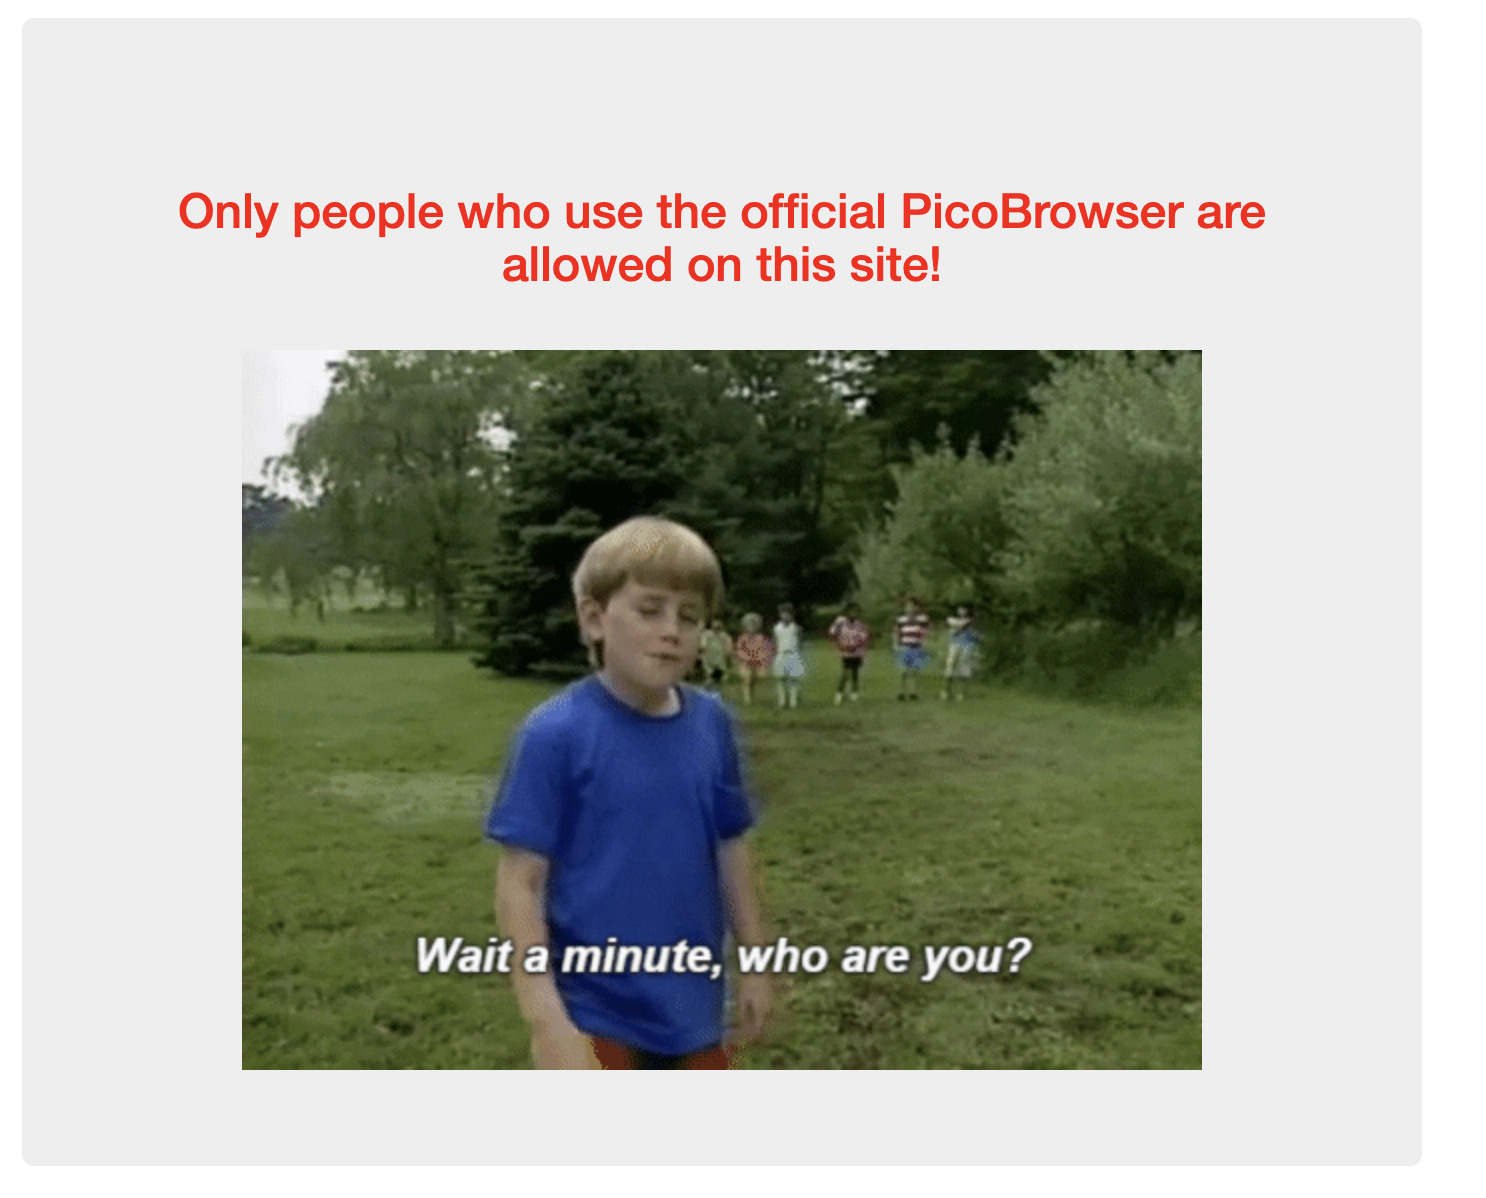 Only people who use the official PicoBrowser are
allowed on this site!
Wait a minute, who are you?